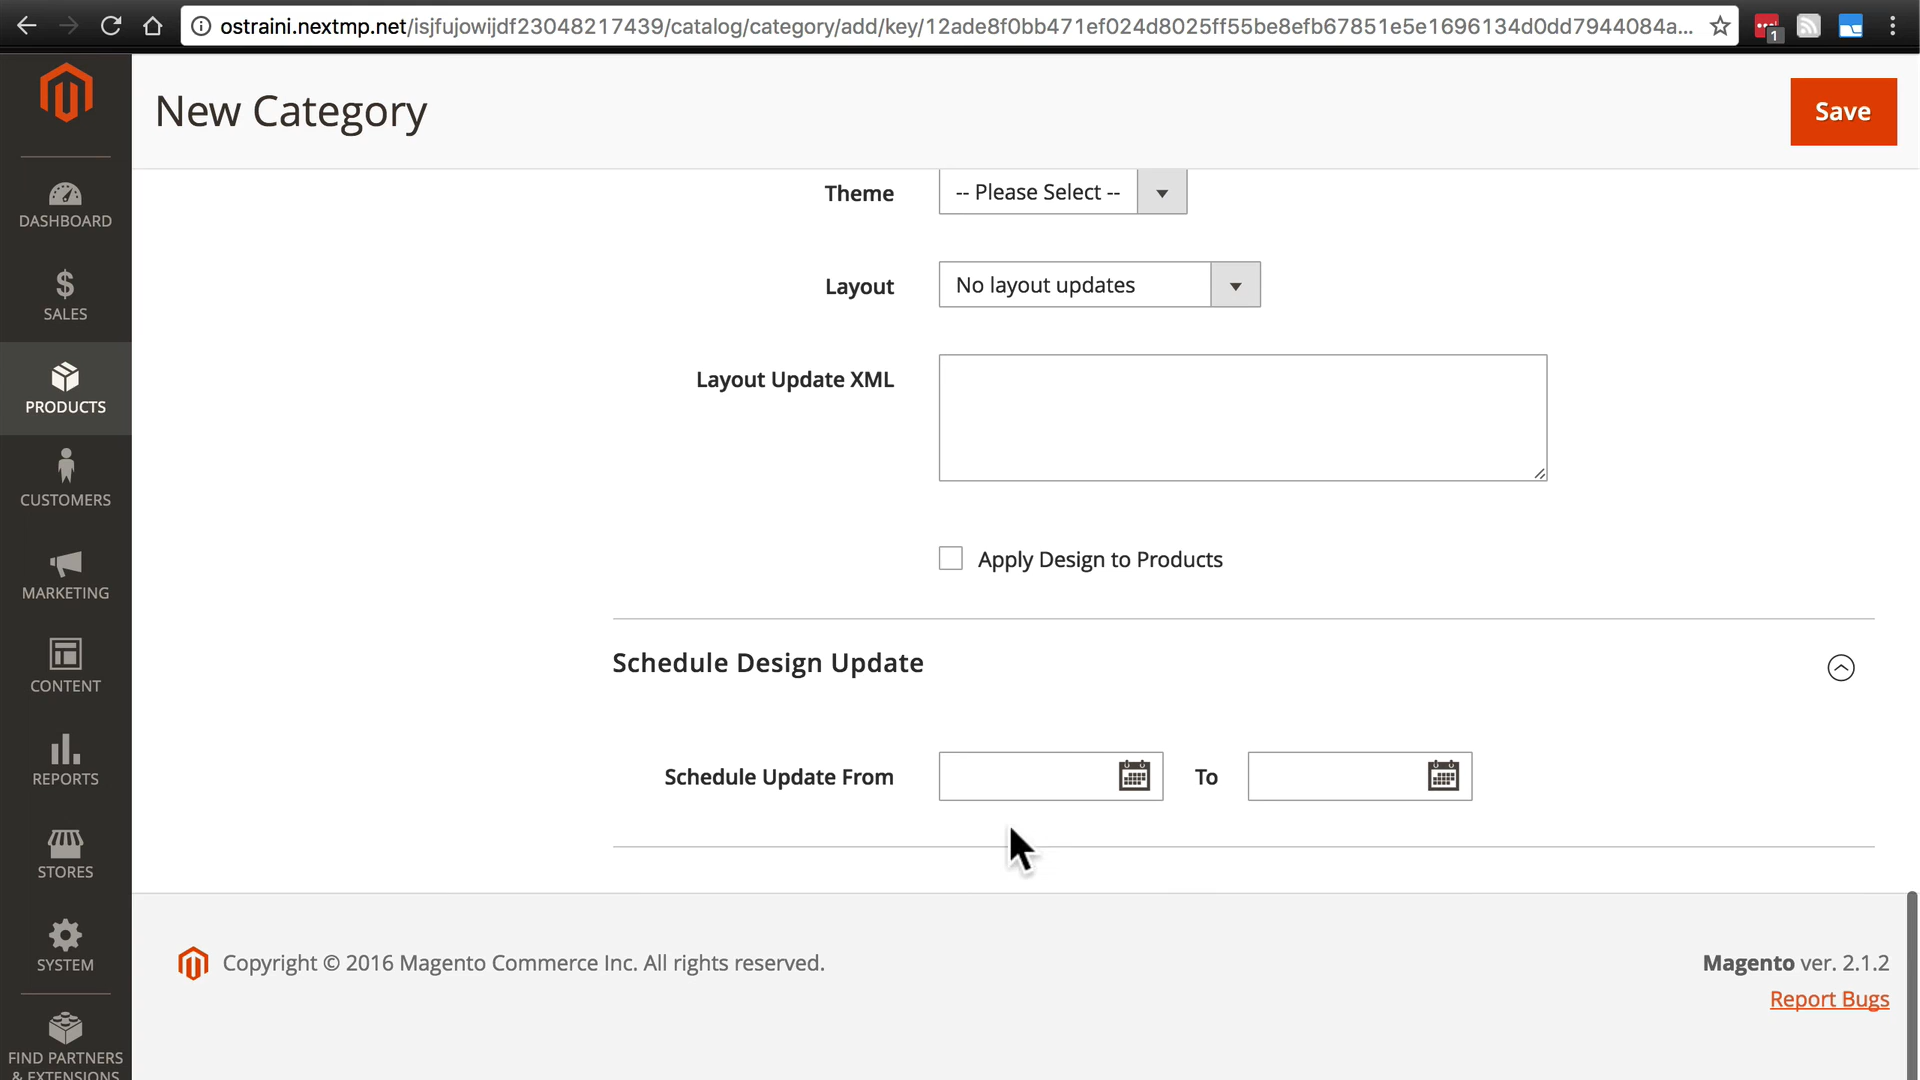 ostraini.nextmp.net/isjfujowijdf23048217439/catalog/category/add/key/12ade8f0bb471ef024d8025ff55be8efb67851e5e1696134d0dd7944084a...
1
New Category
Save
DASHBOARD
SALES
PRODUCTS
CUSTOMERS
MARKETING
CONTENT
REPORTS
STORES
SYSTEM
FIND PARTNERS
& EXTENSIONS
Theme
-- Please Select --
Layout
No layout updates
Layout Update XML
Apply Design to Products
Schedule Design Update
Schedule Update From
To
Copyright © 2016 Magento Commerce Inc. All rights reserved.
Magento ver. 2.1.2
Report Bugs